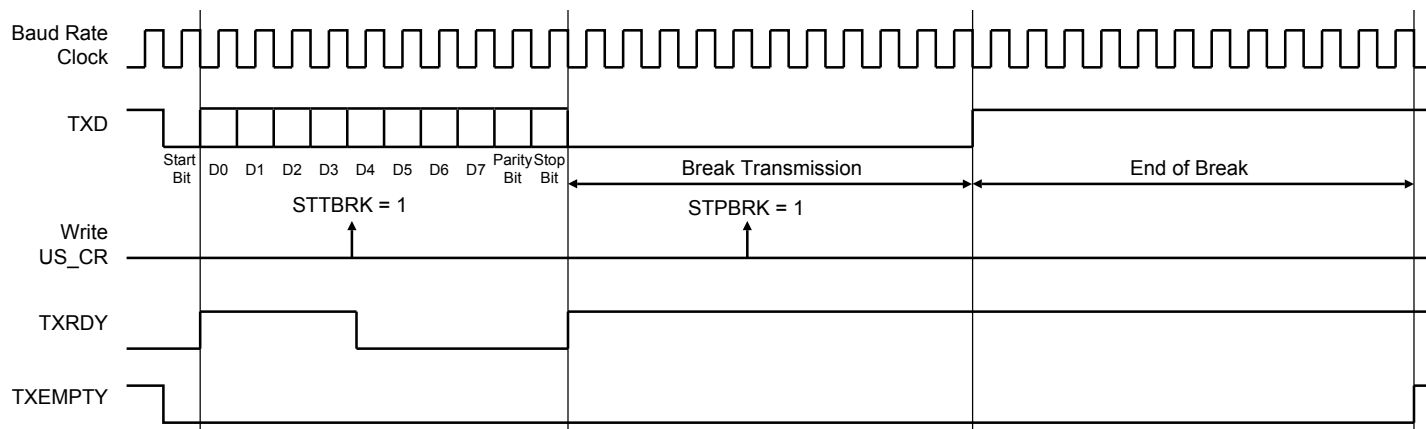 Baud Rate
Clock
TXD
Start
Bit
D0 D1 D2 D3 D4 D5 D6 D7
Parity
Bit
Stop
Bit
Break Transmission
End of Break
STTBRK = 1
STPBRK = 1
Write
US_CR
TXRDY
TXEMPTY